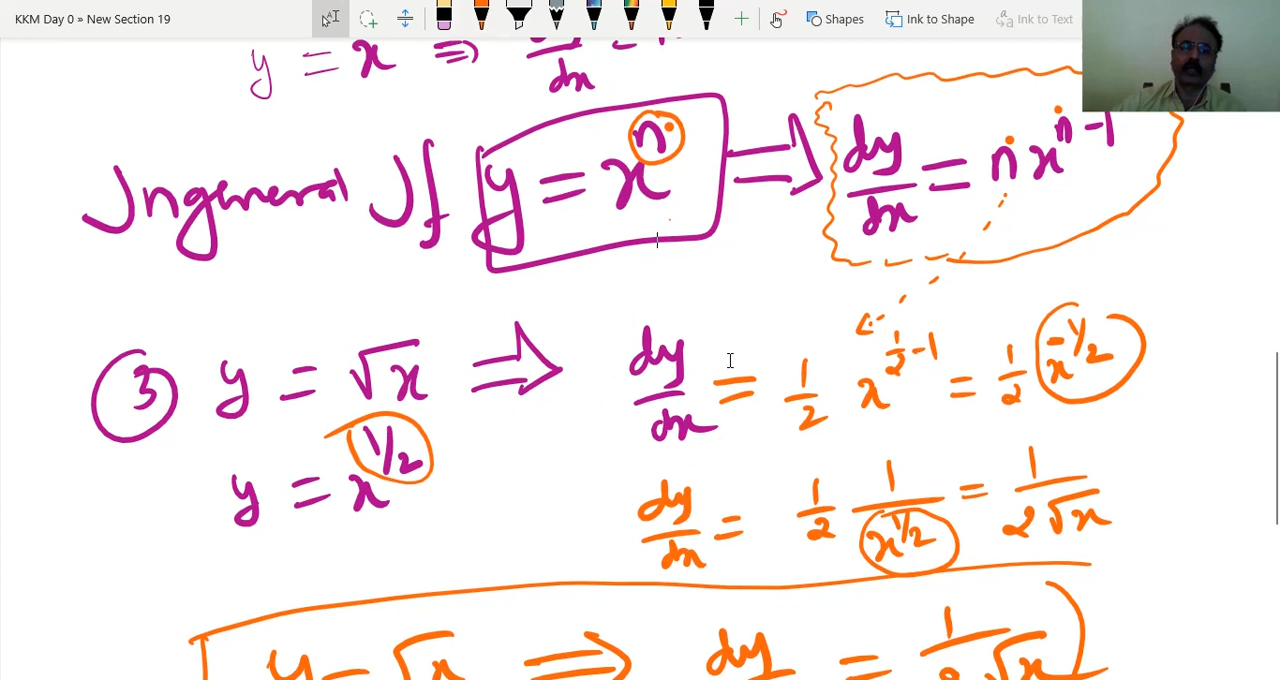 KKM Day 0 » New Section 19
Shapes Ink to Shape Ink to Text
y = x ⇒ dy/dx =
In general If y = xⁿ ⇒ dy/dx = n xⁿ⁻¹
③ y = √x ⇒ dy/dx = 1/2 x^(1/2 - 1) = 1/2 x^(-1/2)
y = x^(1/2)
dy/dx = 1/2 1/x^(1/2) = 1/(2√x)
y = √x ⇒ dy/dx = 1/(2√x)